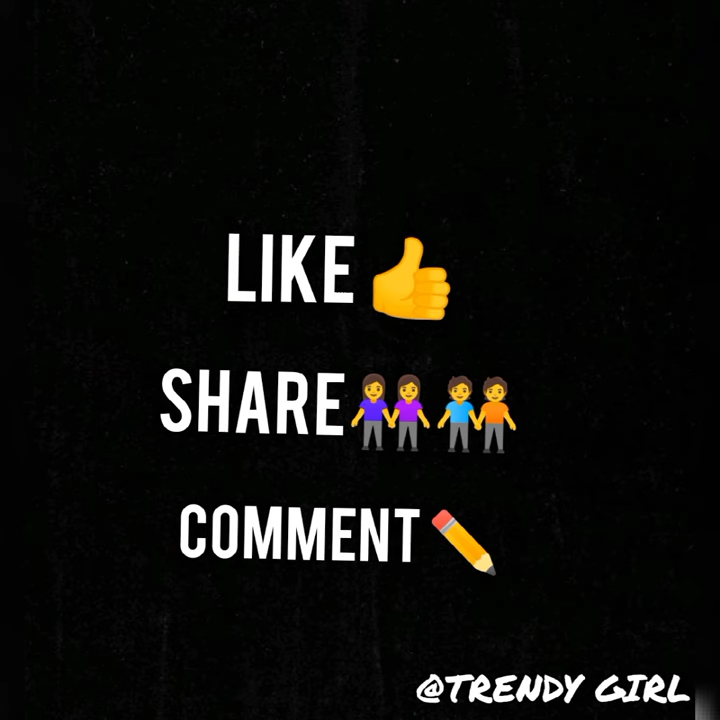 LIKE 👍
SHARE 👭 👫
COMMENT ✏️
@TRENDY GIRL